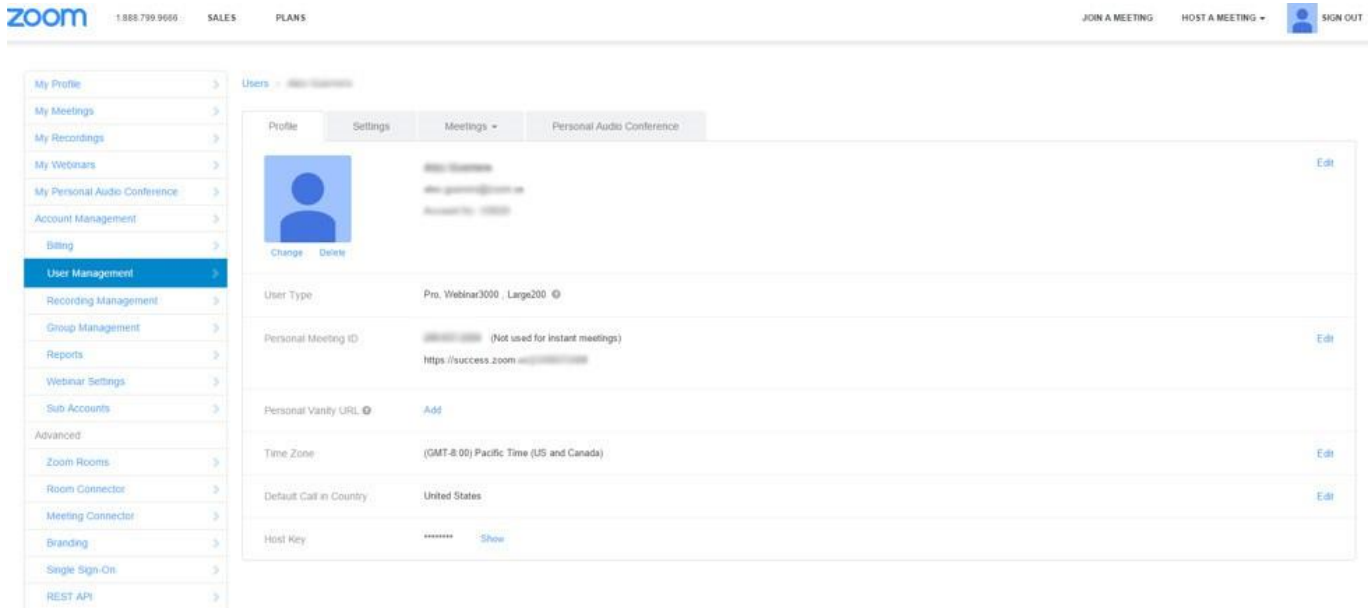 zoom 1.888.799.9666 SALES PLANS JOIN A MEETING HOST A MEETING SIGN OUT
My Profile
My Meetings
My Recordings
My Webinars
My Personal Audio Conference
Account Management
Billing
User Management
Recording Management
Group Management
Reports
Webinar Settings
Sub Accounts
Advanced
Zoom Rooms
Room Connector
Meeting Connector
Branding
Single Sign-On
REST API
Users >
Profile Settings Meetings Personal Audio Conference
Edit
Change Delete
User Type Pro, Webinar3000 , Large200
Personal Meeting ID (Not used for instant meetings) Edit
https://success.zoom
Personal Vanity URL Add
Time Zone (GMT-8:00) Pacific Time (US and Canada) Edit
Default Call in Country United States Edit
Host Key ******** Show